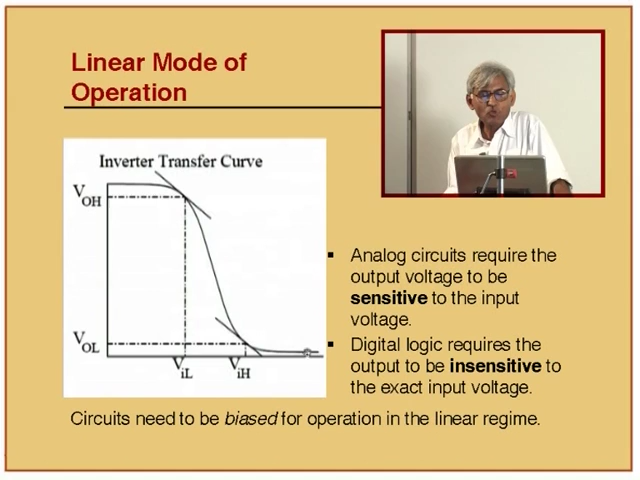 Linear Mode of
Operation
Inverter Transfer Curve
VOH
VOL
ViL
ViH
▪ Analog circuits require the
output voltage to be
sensitive to the input
voltage.
▪ Digital logic requires the
output to be insensitive to
the exact input voltage.
Circuits need to be biased for operation in the linear regime.